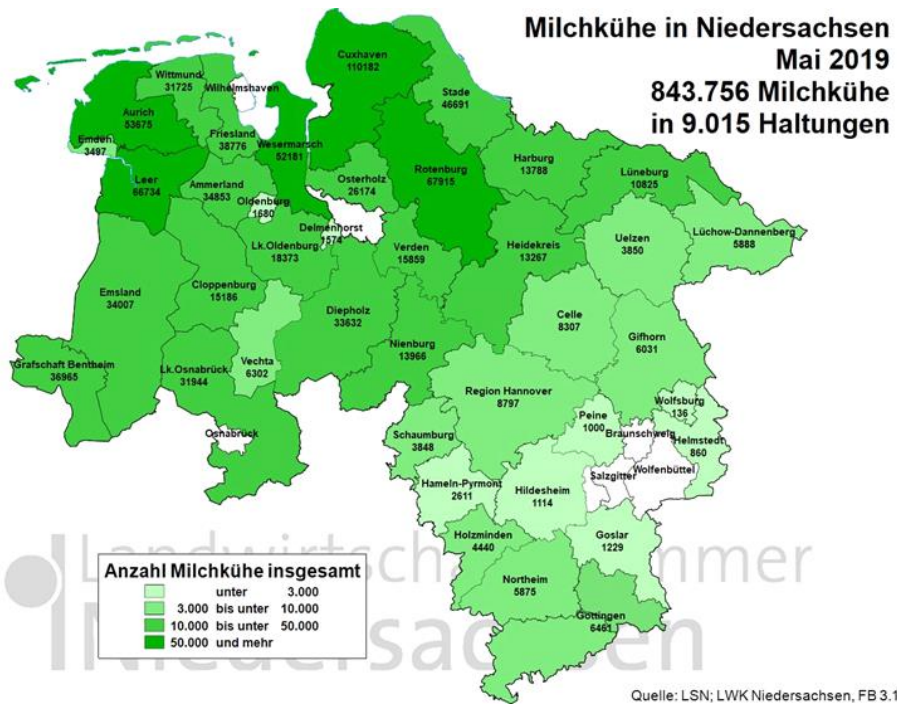 Milchkühe in Niedersachsen
Mai 2019
843.756 Milchkühe
in 9.015 Haltungen
Cuxhaven
110182
Wittmund
31725
Wilhelmshaven
Stade
46691
Aurich
53675
Emden
3497
Friesland
38776
Wesermarsch
52181
Rotenburg
67915
Harburg
13788
Lüneburg
10825
Leer
66734
Ammerland
34853
Osterholz
26174
Oldenburg
1680
Delmenhorst
1574
Lk.Oldenburg
18373
Verden
15859
Heidekreis
13267
Uelzen
3850
Lüchow-Dannenberg
5888
Emsland
34007
Cloppenburg
15186
Diepholz
33632
Celle
8307
Gifhorn
6031
Nienburg
13966
Grafschaft Bentheim
36965
Lk.Osnabrück
31944
Vechta
6302
Region Hannover
8797
Wolfsburg
136
Peine
1000
Braunschweig
Helmstedt
860
Osnabrück
Schaumburg
3848
Wolfenbüttel
Salzgitter
Hameln-Pyrmont
2611
Hildesheim
1114
Holzminden
4440
Goslar
1229
Northeim
5875
Göttingen
6461
Landwirtschaftskammer
Niedersachsen
Anzahl Milchkühe insgesamt
unter 3.000
3.000 bis unter 10.000
10.000 bis unter 50.000
50.000 und mehr
Quelle: LSN; LWK Niedersachsen, FB 3.1